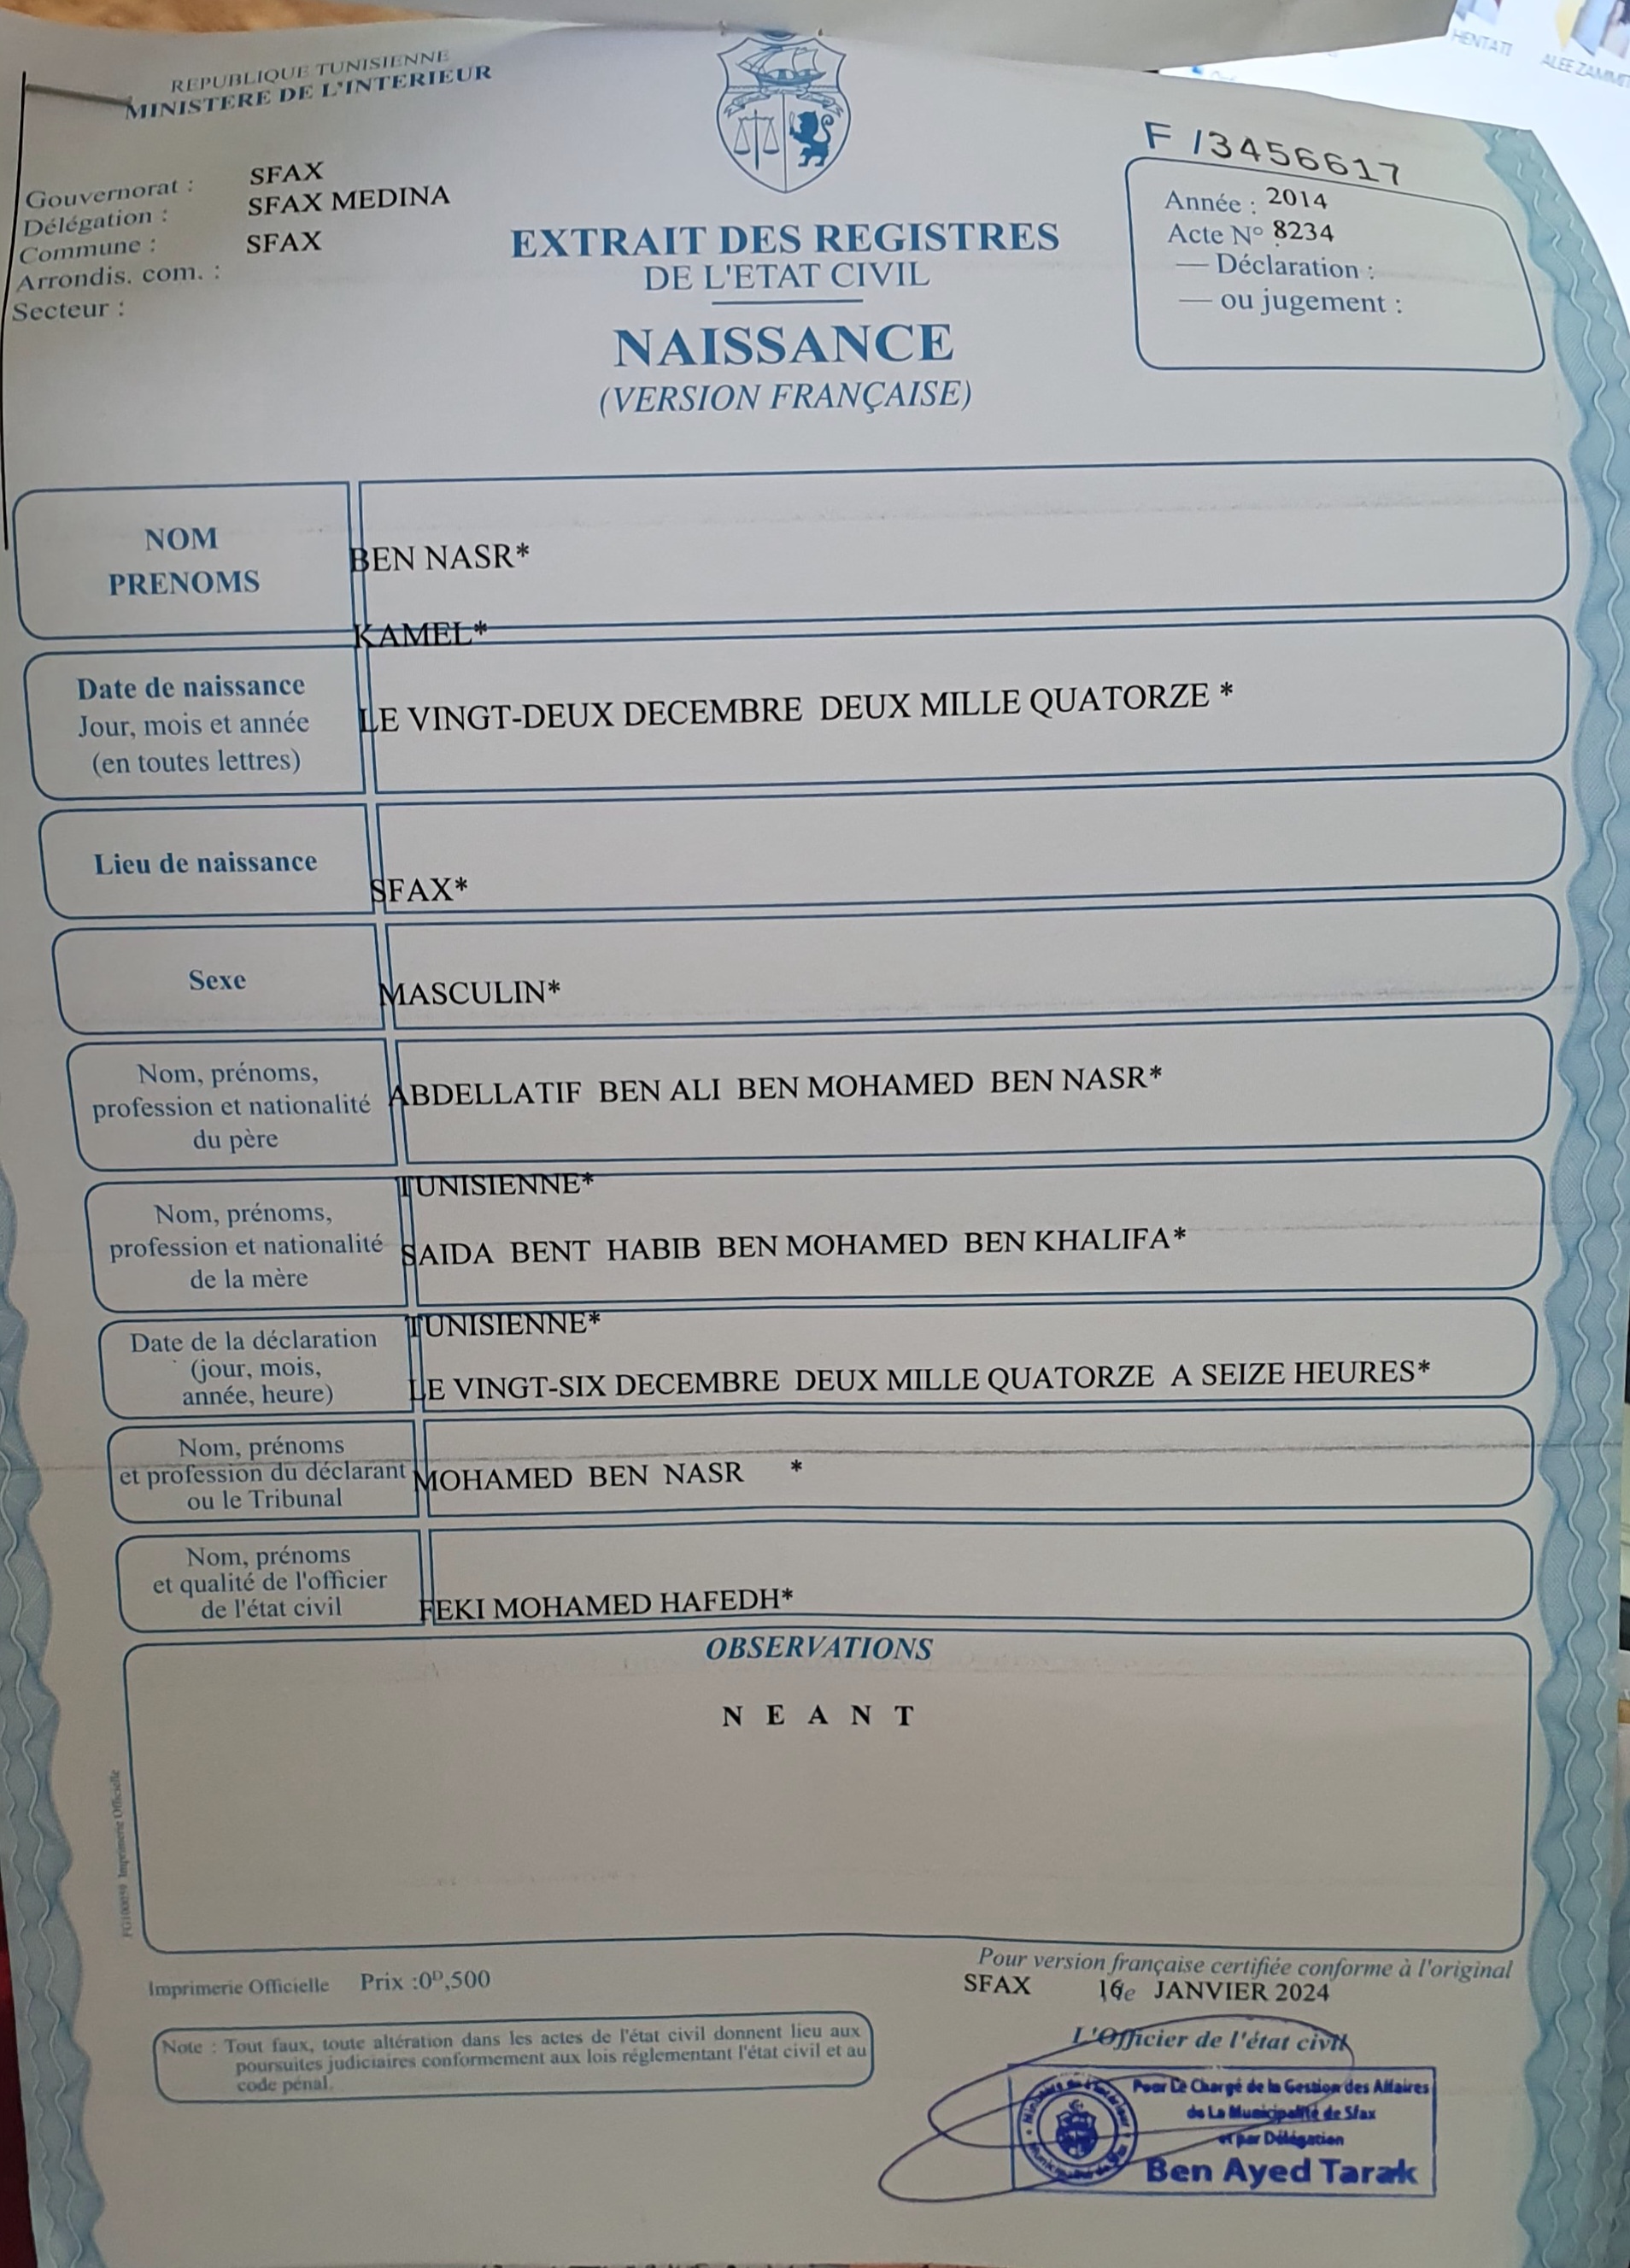 HENTATI
ALEE ZAMME
REPUBLIQUE TUNISIENNE
MINISTERE DE L'INTERIEUR
Gouvernorat : SFAX
Délégation : SFAX MEDINA
Commune : SFAX
Arrondis. com. :
Secteur :
EXTRAIT DES REGISTRES
DE L'ETAT CIVIL
NAISSANCE
(VERSION FRANÇAISE)
F / 3456617
Année : 2014
Acte Nº 8234
— Déclaration :
— ou jugement :
NOM
PRENOMS
BEN NASR*
KAMEL*
Date de naissance
Jour, mois et année
(en toutes lettres)
LE VINGT-DEUX DECEMBRE DEUX MILLE QUATORZE *
Lieu de naissance
SFAX*
Sexe
MASCULIN*
Nom, prénoms,
profession et nationalité
du père
ABDELLATIF BEN ALI BEN MOHAMED BEN NASR*
TUNISIENNE*
Nom, prénoms,
profession et nationalité
de la mère
SAIDA BENT HABIB BEN MOHAMED BEN KHALIFA*
TUNISIENNE*
Date de la déclaration
(jour, mois,
année, heure)
LE VINGT-SIX DECEMBRE DEUX MILLE QUATORZE A SEIZE HEURES*
Nom, prénoms
et profession du déclarant
ou le Tribunal
MOHAMED BEN NASR *
Nom, prénoms
et qualité de l'officier
de l'état civil
FEKI MOHAMED HAFEDH*
OBSERVATIONS
N E A N T
Imprimerie Officielle
Imprimerie Officielle Prix :0ᴰ,500
Pour version française certifiée conforme à l'original
SFAX 16 JANVIER 2024
L'Officier de l'état civil
Note : Tout faux, toute altération dans les actes de l'état civil donnent lieu aux
poursuites judiciaires conformement aux lois réglementant l'état civil et au
code pénal.
Pour Le Chargé de la Gestion des Affaires
de La Municipalité de Sfax
et par Délégation
Ben Ayed Tarak